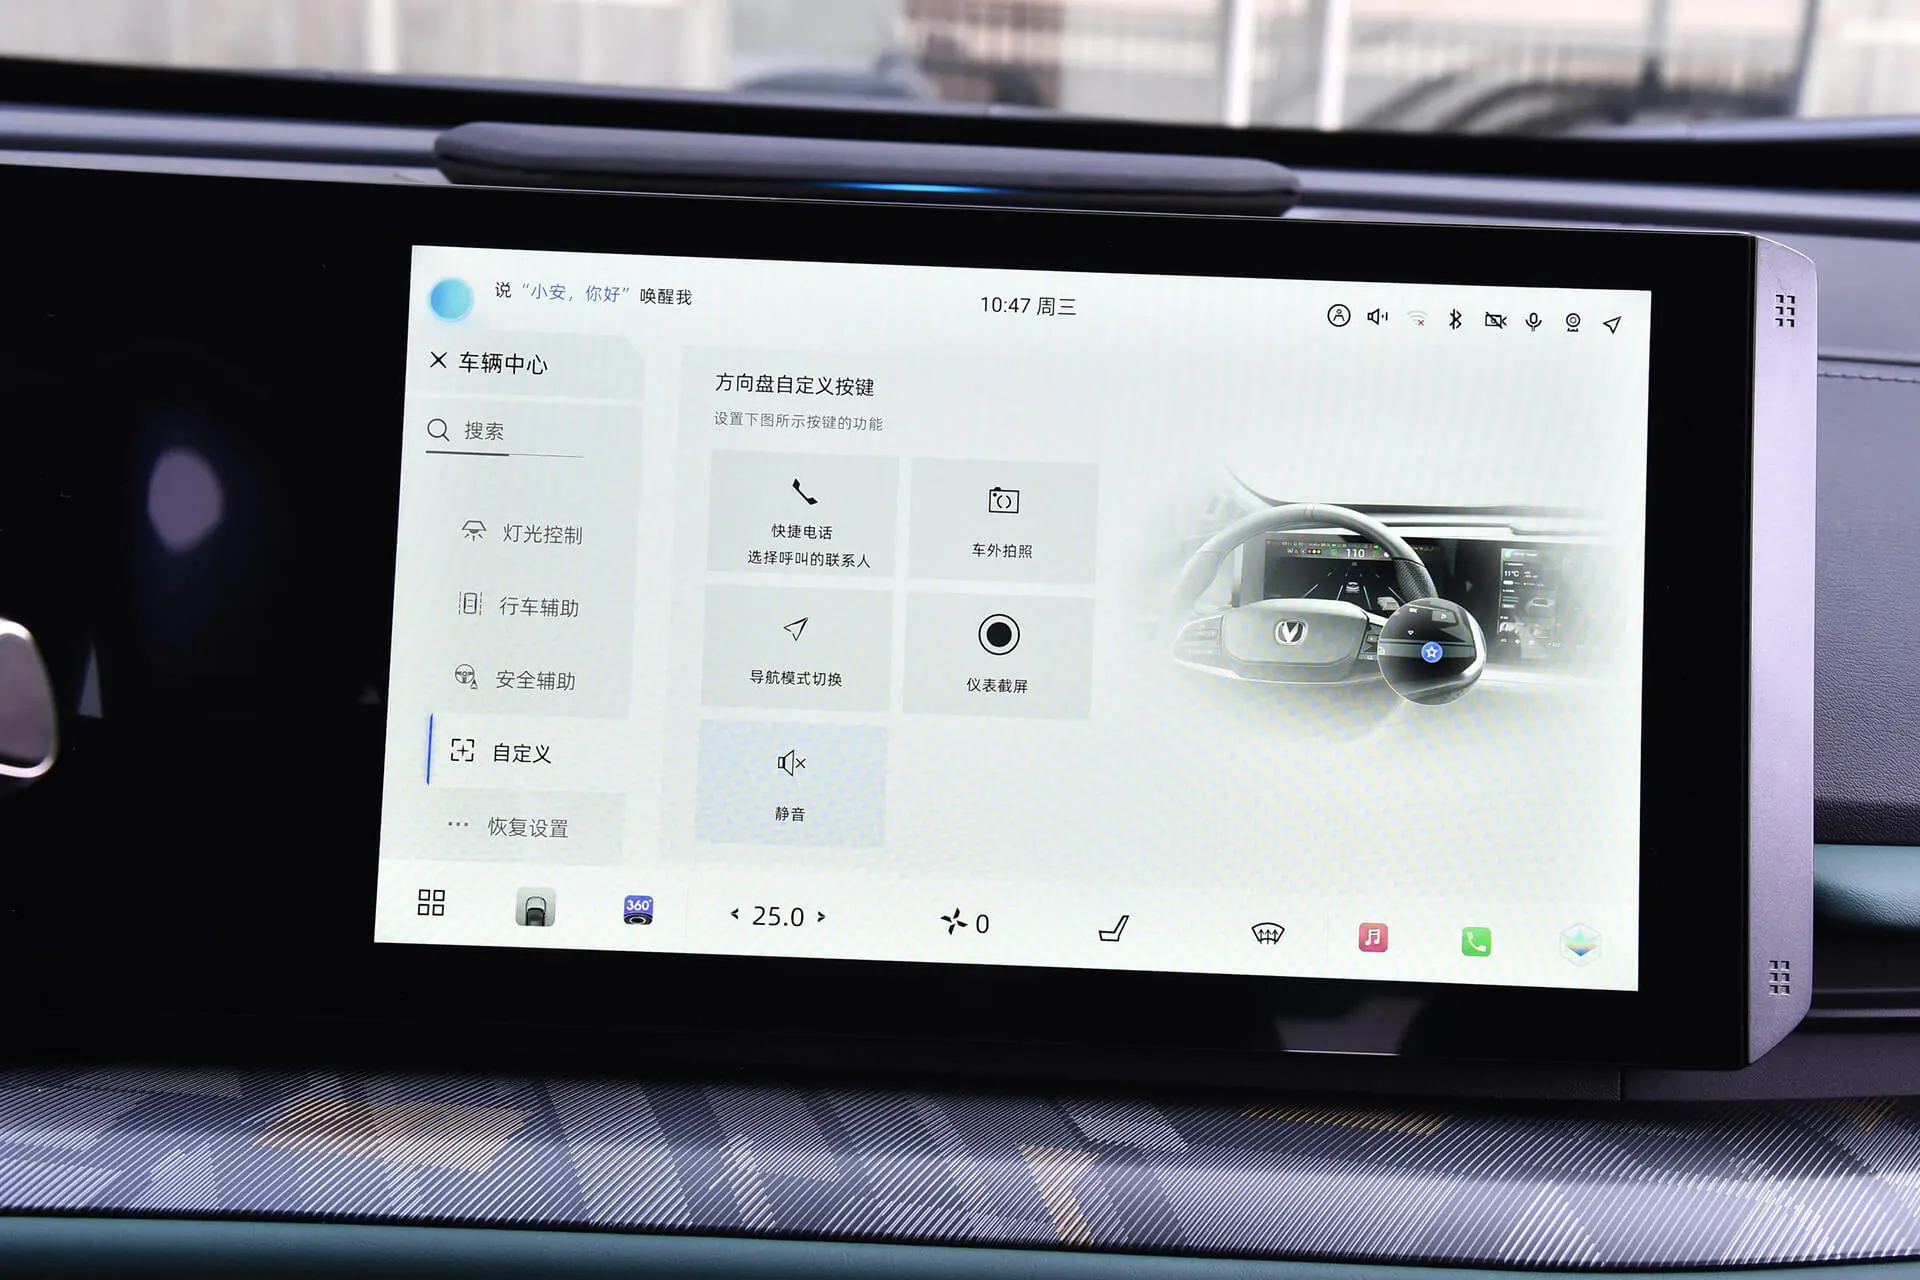 说“小安，你好”唤醒我
10:47 周三
车辆中心
搜索
灯光控制
行车辅助
安全辅助
自定义
恢复设置
方向盘自定义按键
设置下图所示按键的功能
快捷电话
选择呼叫的联系人
车外拍照
导航模式切换
仪表截屏
静音
110
11°C
360°
< 25.0 >
0